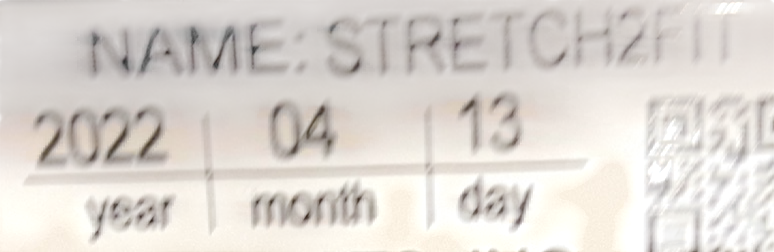 NAME: STRETCH2FIT
2022 04 13
year month day